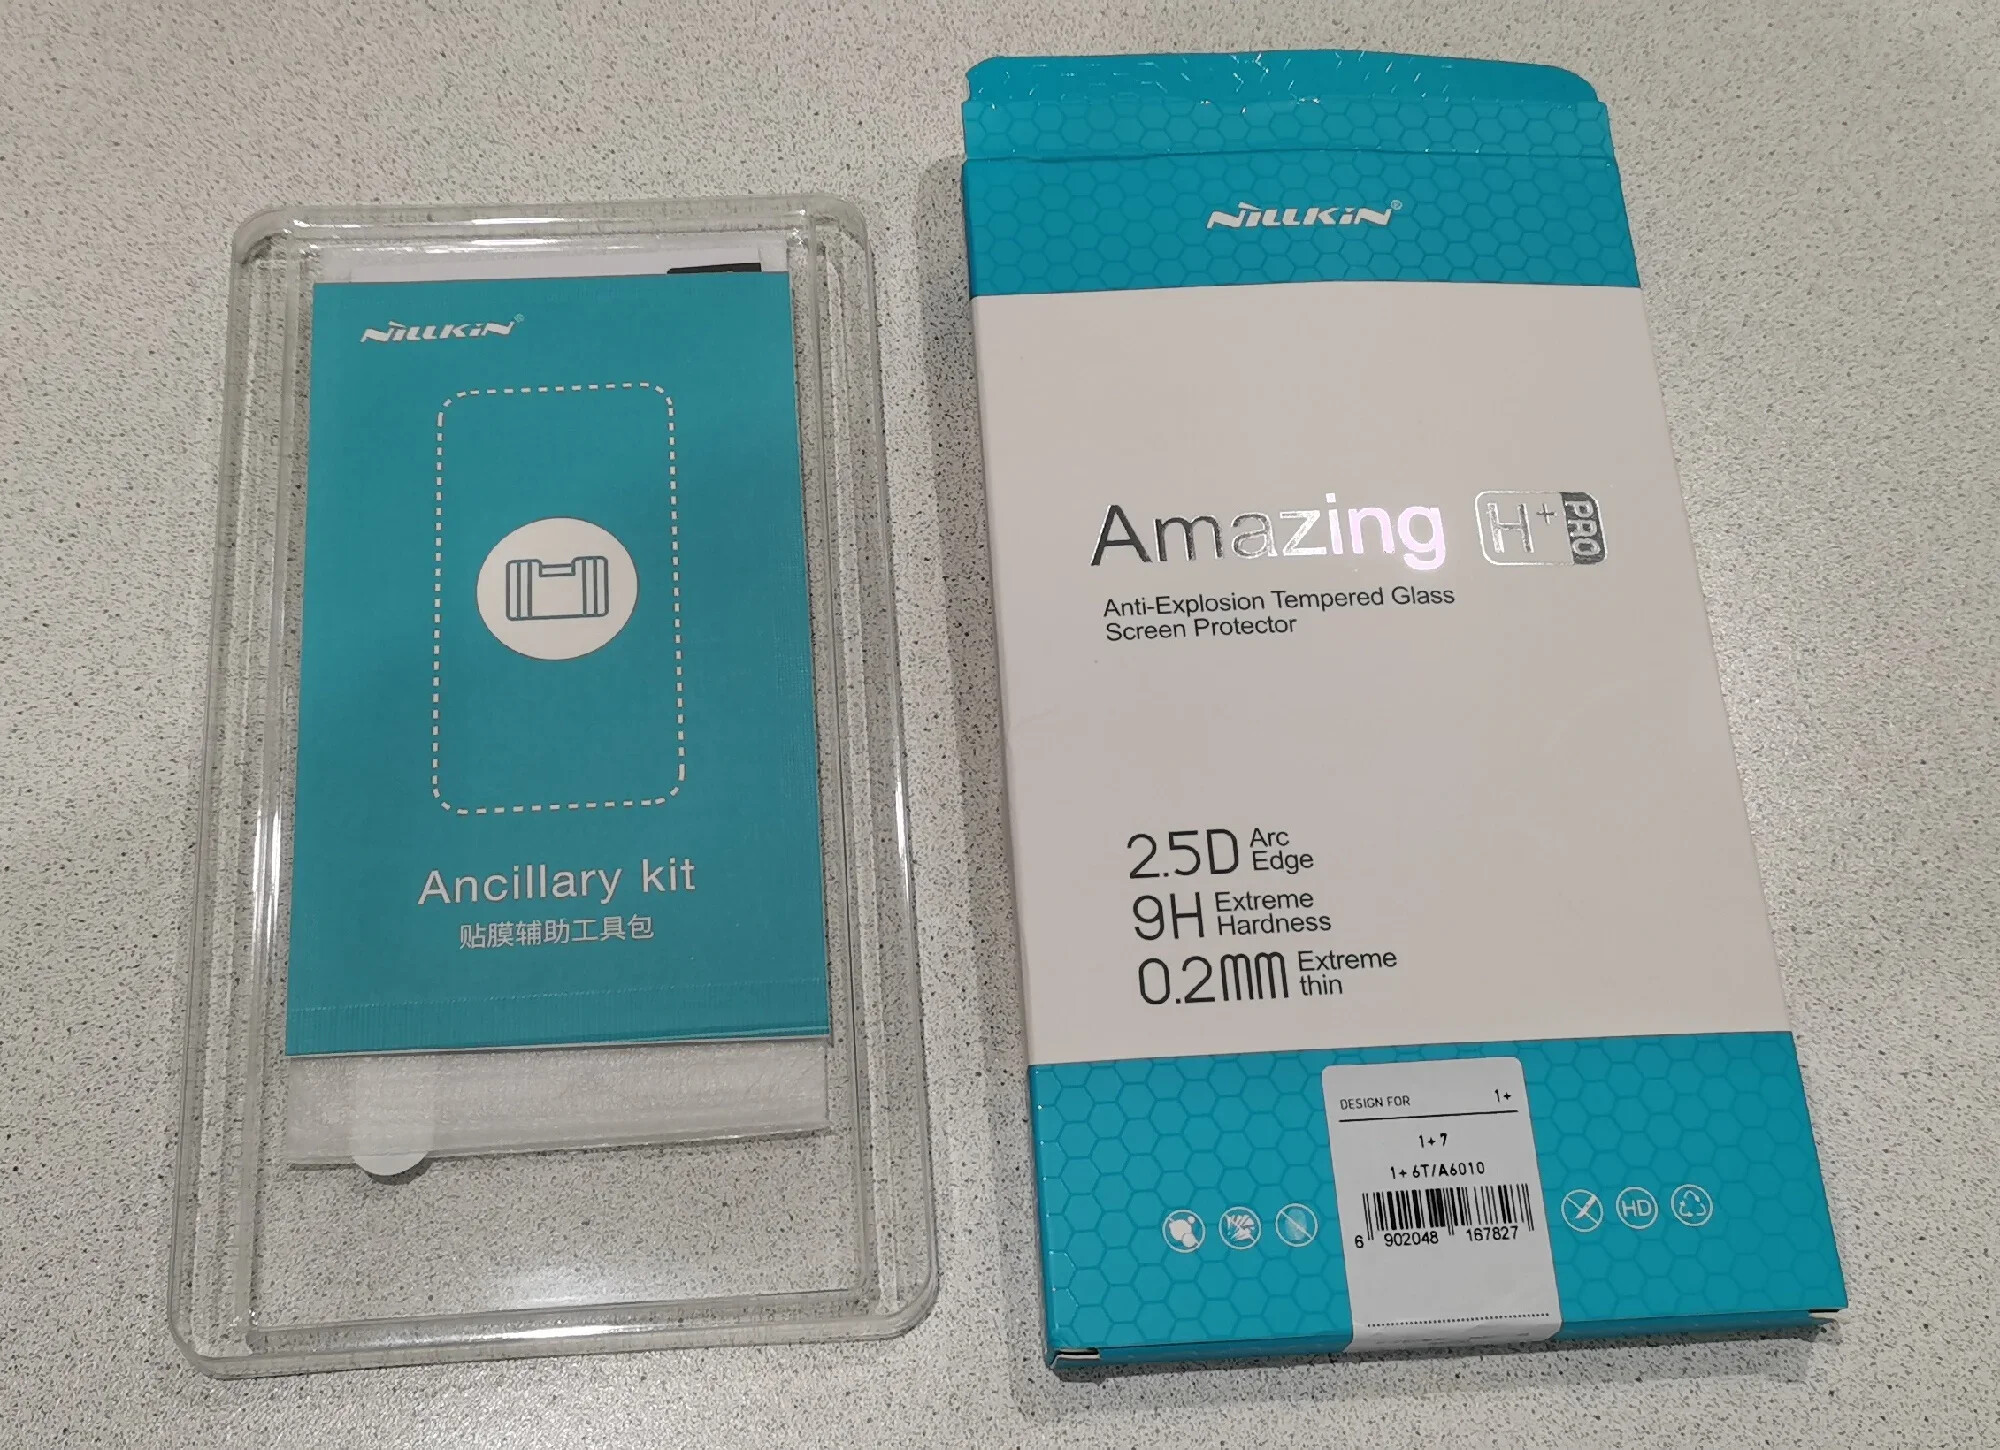 NILLKIN®
Ancillary kit
贴膜辅助工具包
NILLKIN®
Amazing H+ PRO
Anti-Explosion Tempered Glass
Screen Protector
2.5D Arc Edge
9H Extreme Hardness
0.2mm Extreme thin
DESIGN FOR 1+
1+7
1+6T/A6010
6 902048 167827
HD